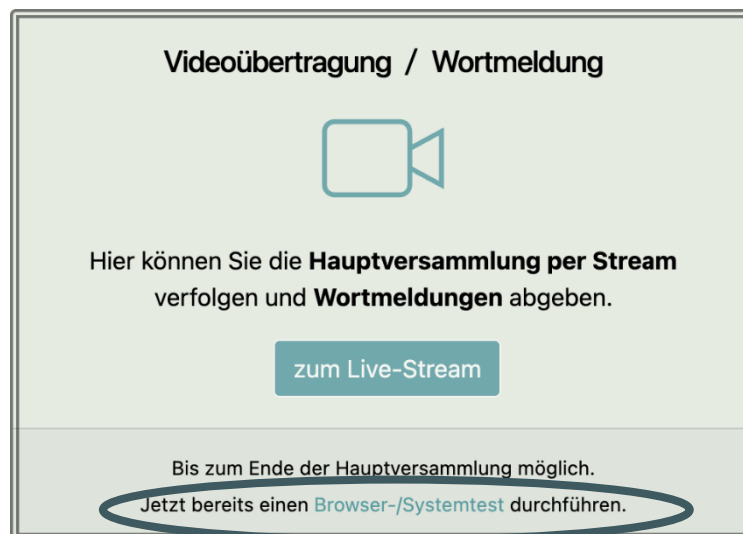 Videoübertragung / Wortmeldung
Hier können Sie die Hauptversammlung per Stream
verfolgen und Wortmeldungen abgeben.
zum Live-Stream
Bis zum Ende der Hauptversammlung möglich.
Jetzt bereits einen Browser-/Systemtest durchführen.